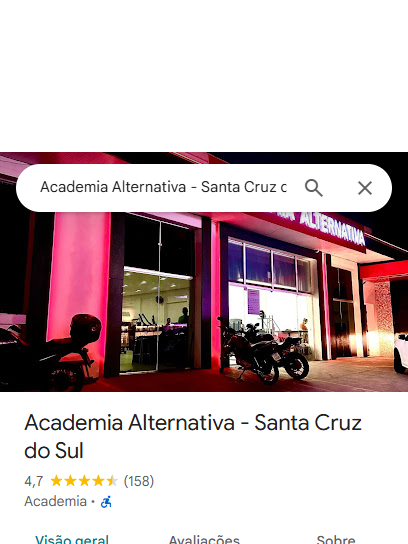 Academia Alternativa - Santa Cruz d
ALTERNATIVA
Academia Alternativa - Santa Cruz
do Sul
4,7 (158)
Academia ·
Visão geral Avaliações Sobre